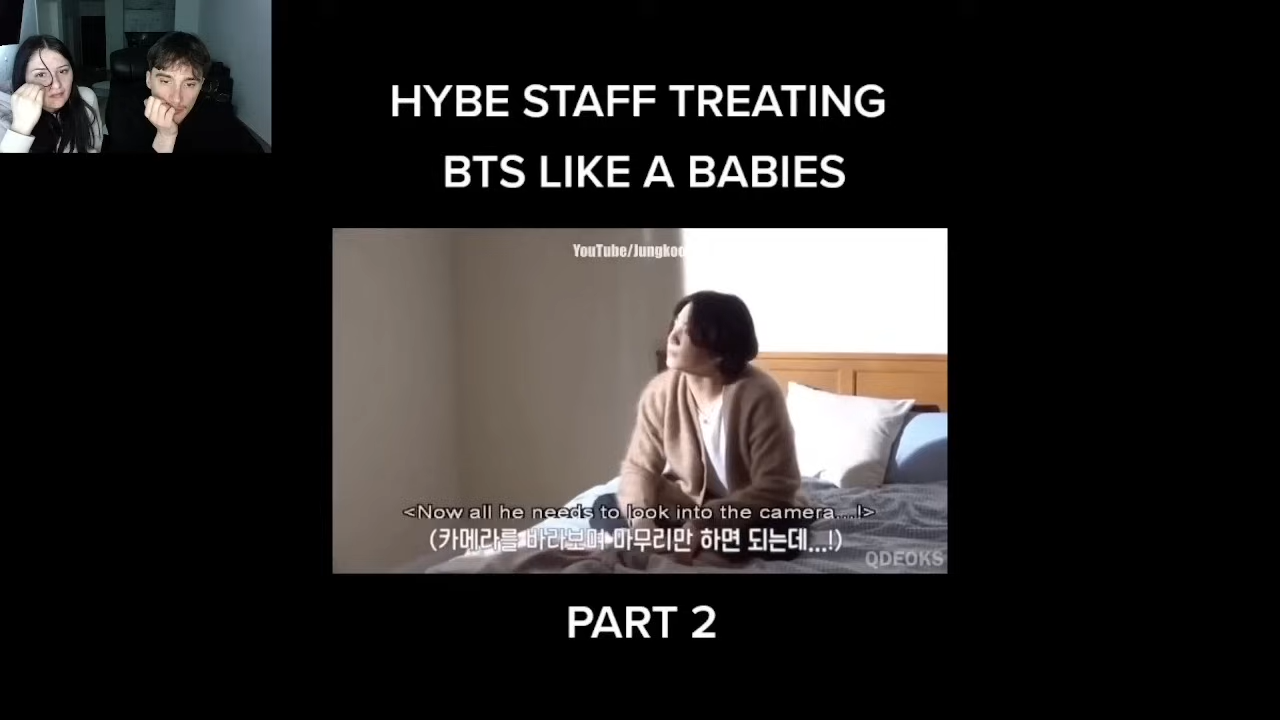 HYBE STAFF TREATING
BTS LIKE A BABIES
YouTube/Jungkoo
<Now all he needs to look into the camera....!>
(카메라를 바라보며 마무리만 하면 되는데...!)
QDEOKS
PART 2